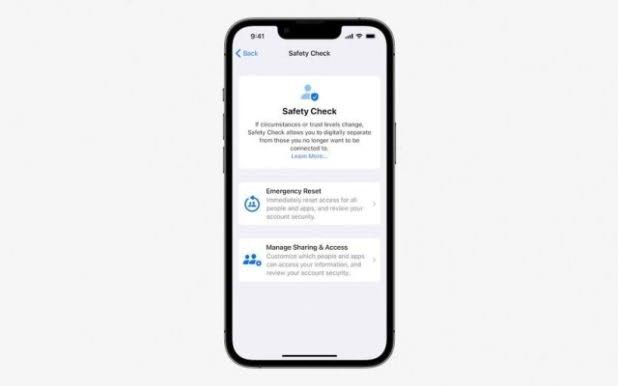 9:41
Back
Safety Check
Safety Check
If circumstances or trust levels change,
Safety Check allows you to digitally separate
from those you no longer want to be
connected to.
Learn More...
Emergency Reset
Immediately reset access for all
people and apps, and review your
account security.
Manage Sharing & Access
Customize which people and apps
can access your information, and
review your account security.